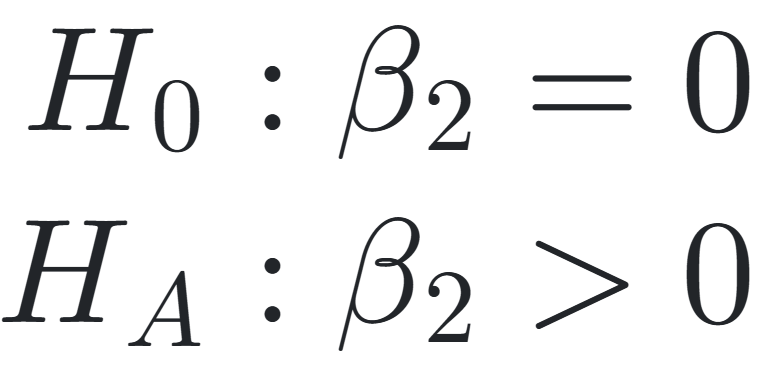 H₀ : β₂ = 0
H_A : β₂ > 0